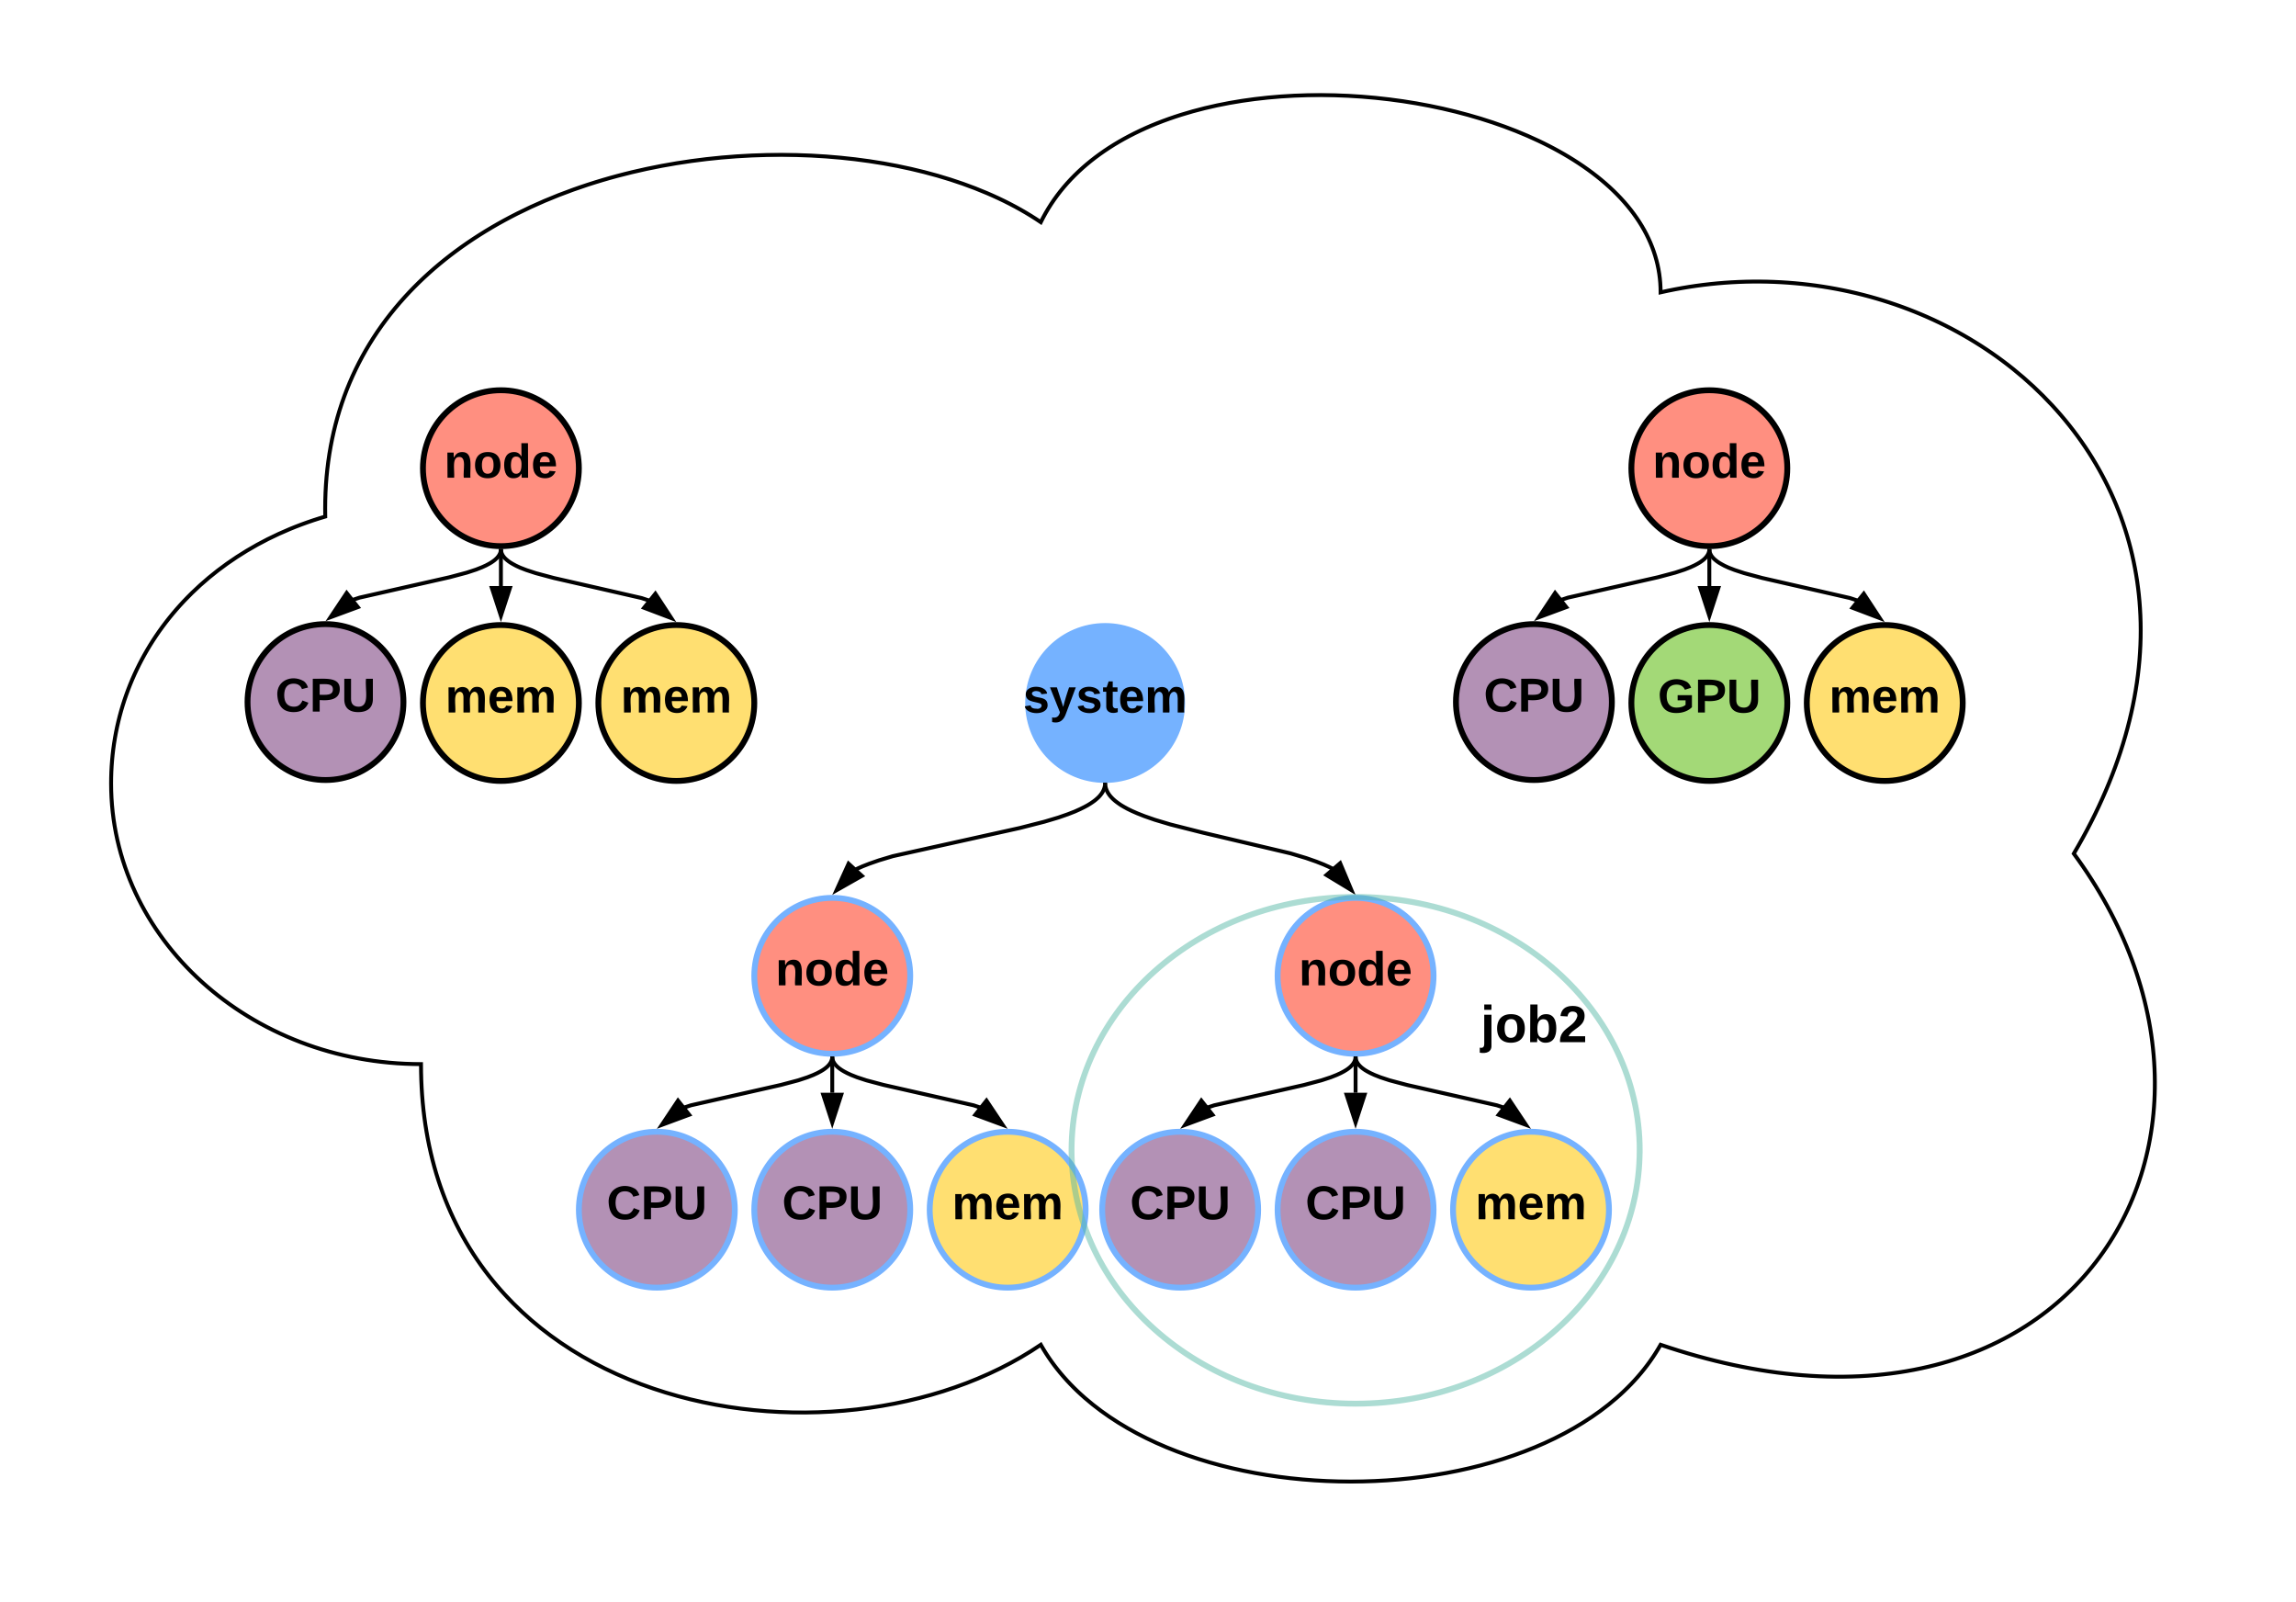 node
node
CPU
mem
mem
system
CPU
GPU
mem
node
node
job2
CPU
CPU
mem
CPU
CPU
mem